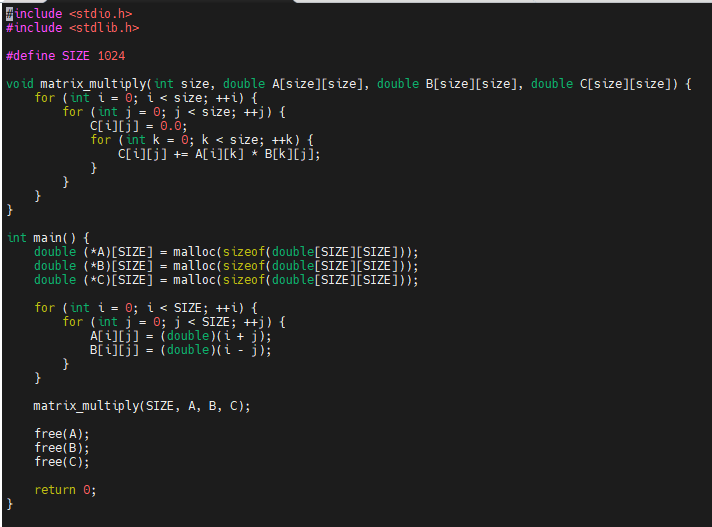 #include <stdio.h>
#include <stdlib.h>

#define SIZE 1024

void matrix_multiply(int size, double A[size][size], double B[size][size], double C[size][size]) {
    for (int i = 0; i < size; ++i) {
        for (int j = 0; j < size; ++j) {
            C[i][j] = 0.0;
            for (int k = 0; k < size; ++k) {
                C[i][j] += A[i][k] * B[k][j];
            }
        }
    }
}

int main() {
    double (*A)[SIZE] = malloc(sizeof(double[SIZE][SIZE]));
    double (*B)[SIZE] = malloc(sizeof(double[SIZE][SIZE]));
    double (*C)[SIZE] = malloc(sizeof(double[SIZE][SIZE]));

    for (int i = 0; i < SIZE; ++i) {
        for (int j = 0; j < SIZE; ++j) {
            A[i][j] = (double)(i + j);
            B[i][j] = (double)(i - j);
        }
    }

    matrix_multiply(SIZE, A, B, C);

    free(A);
    free(B);
    free(C);

    return 0;
}